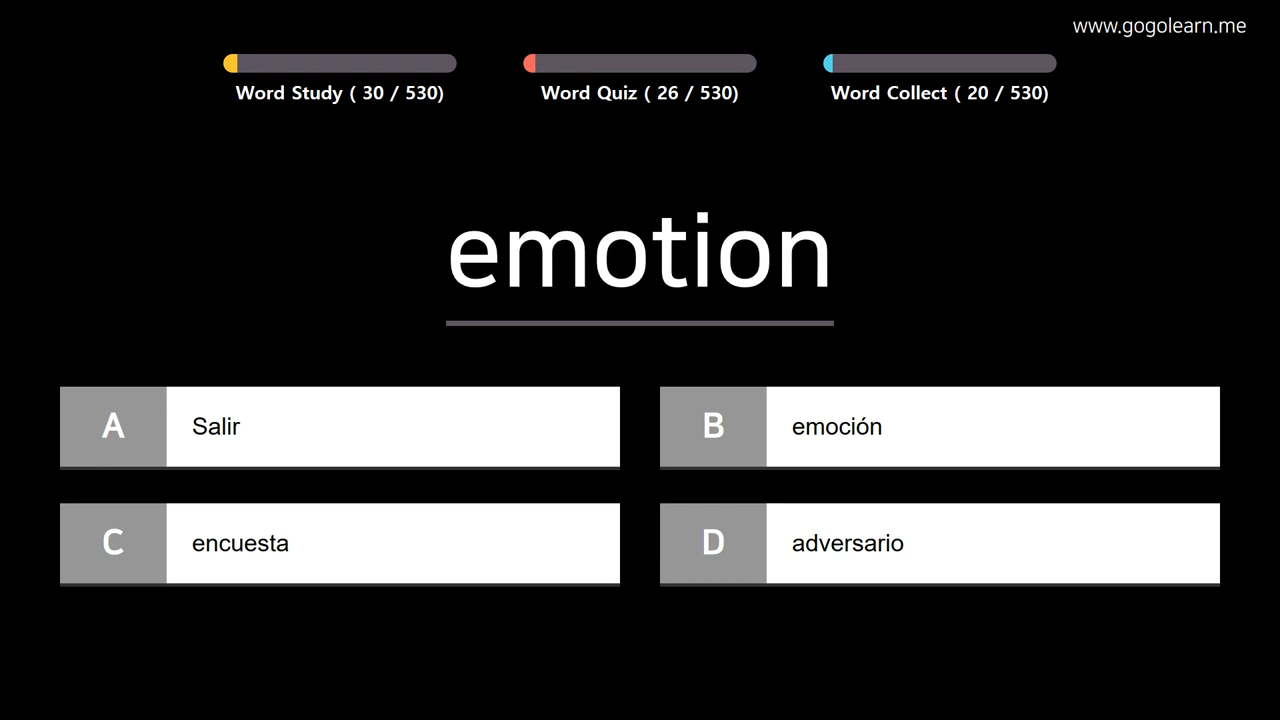 www.gogolearn.me
Word Study ( 30 / 530)
Word Quiz ( 26 / 530)
Word Collect ( 20 / 530)
emotion
A Salir
B emoción
C encuesta
D adversario